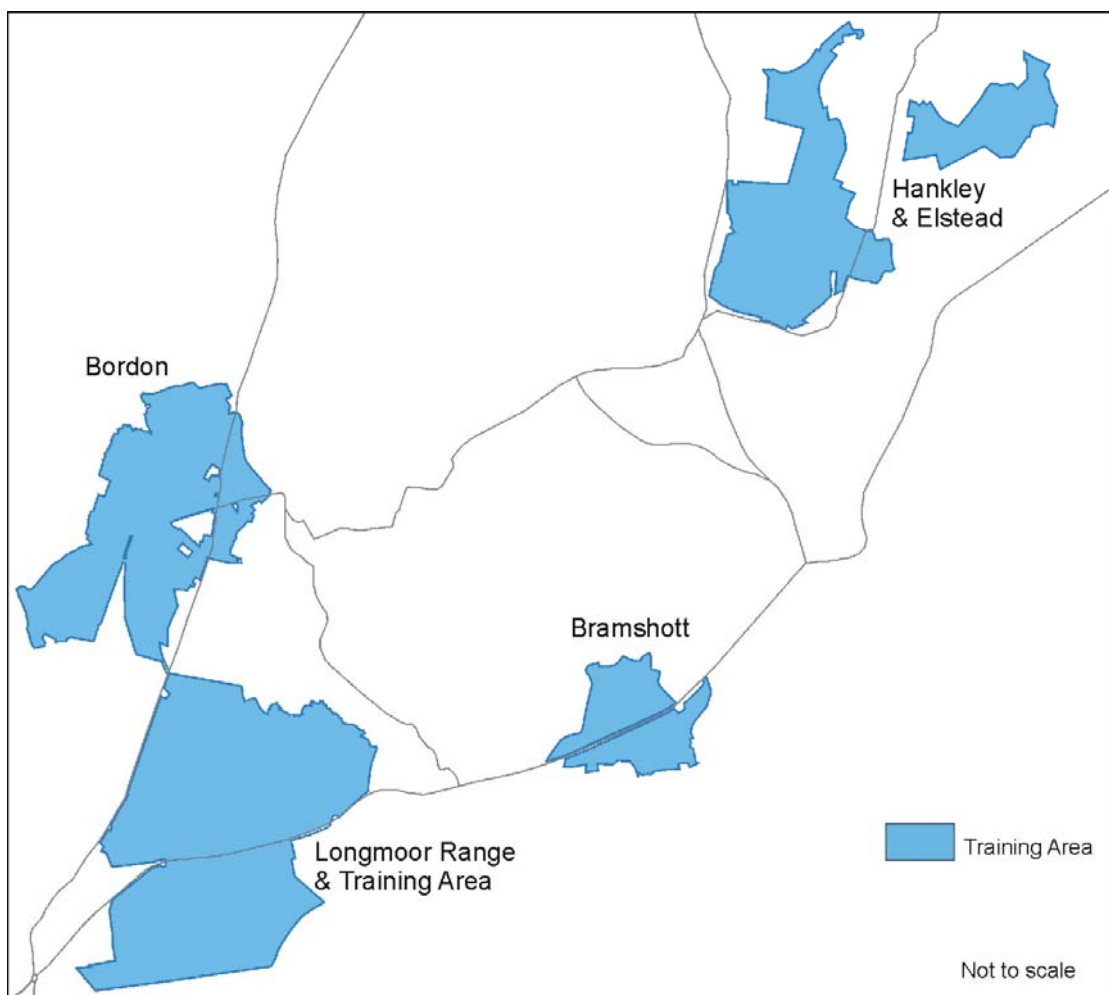 Hankley
& Elstead
Bordon
Bramshott
Longmoor Range
& Training Area
Training Area
Not to scale